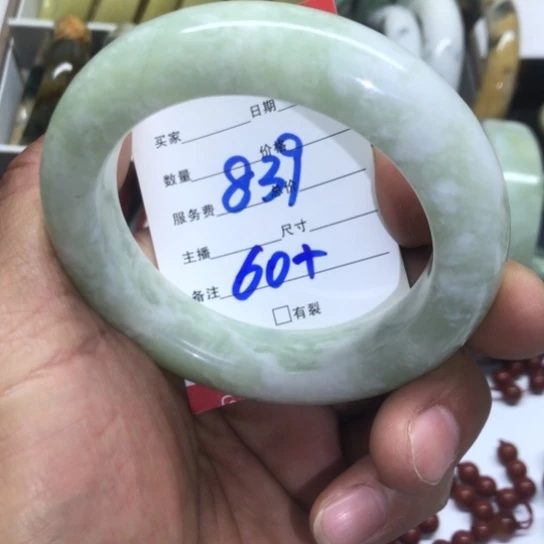 买家 日期
数量 价格
839
服务费 总价
主播 尺寸
60+
备注
□有裂